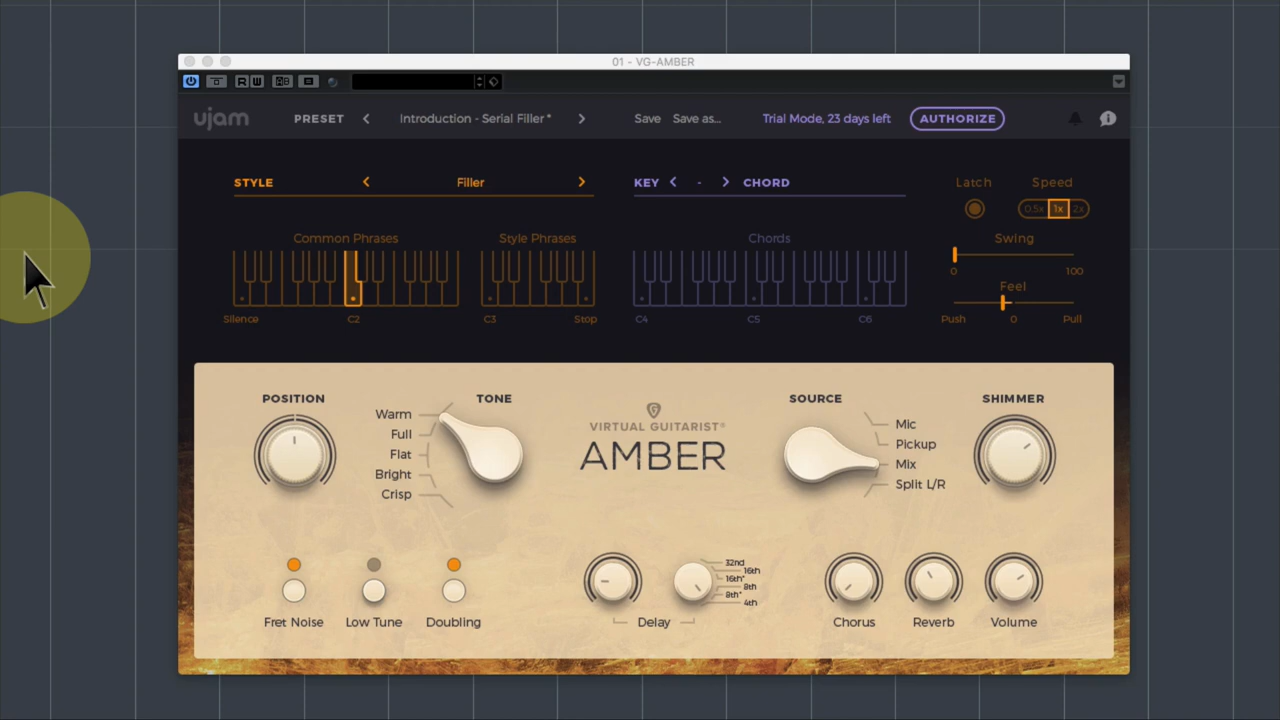 01 - VG-AMBER
R W
ujam PRESET Introduction - Serial Filler * Save Save as... Trial Mode, 23 days left AUTHORIZE
STYLE Filler KEY - CHORD Latch Speed
0.5x 1x 2x
Common Phrases Style Phrases Chords Swing
0 100
Feel
Silence C2 C3 Stop C4 C5 C6 Push 0 Pull
POSITION TONE SOURCE SHIMMER
Warm
Full
Flat
Bright
Crisp
VIRTUAL GUITARIST®
AMBER
Mic
Pickup
Mix
Split L/R
32nd
16th
16th*
8th
8th*
4th
Fret Noise Low Tune Doubling Delay Chorus Reverb Volume